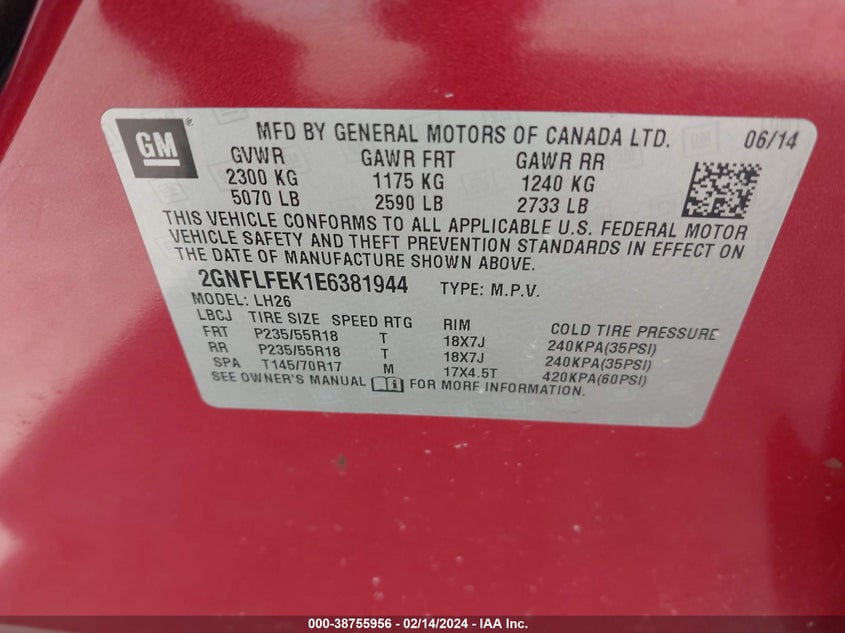 GM ® MFD BY GENERAL MOTORS OF CANADA LTD. 06/14
GVWR GAWR FRT GAWR RR
2300 KG 1175 KG 1240 KG
5070 LB 2590 LB 2733 LB
THIS VEHICLE CONFORMS TO ALL APPLICABLE U.S. FEDERAL MOTOR
VEHICLE SAFETY AND THEFT PREVENTION STANDARDS IN EFFECT ON
THE DATE OF MANUFACTURE SHOWN ABOVE.
2GNFLFEK1E6381944 TYPE: M.P.V.
MODEL: LH26
LBCJ TIRE SIZE SPEED RTG RIM COLD TIRE PRESSURE
FRT P235/55R18 T 18X7J 240KPA(35PSI)
RR P235/55R18 T 18X7J 240KPA(35PSI)
SPA T145/70R17 M 17X4.5T 420KPA(60PSI)
SEE OWNER'S MANUAL FOR MORE INFORMATION.
000-38755956 - 02/14/2024 - IAA Inc.